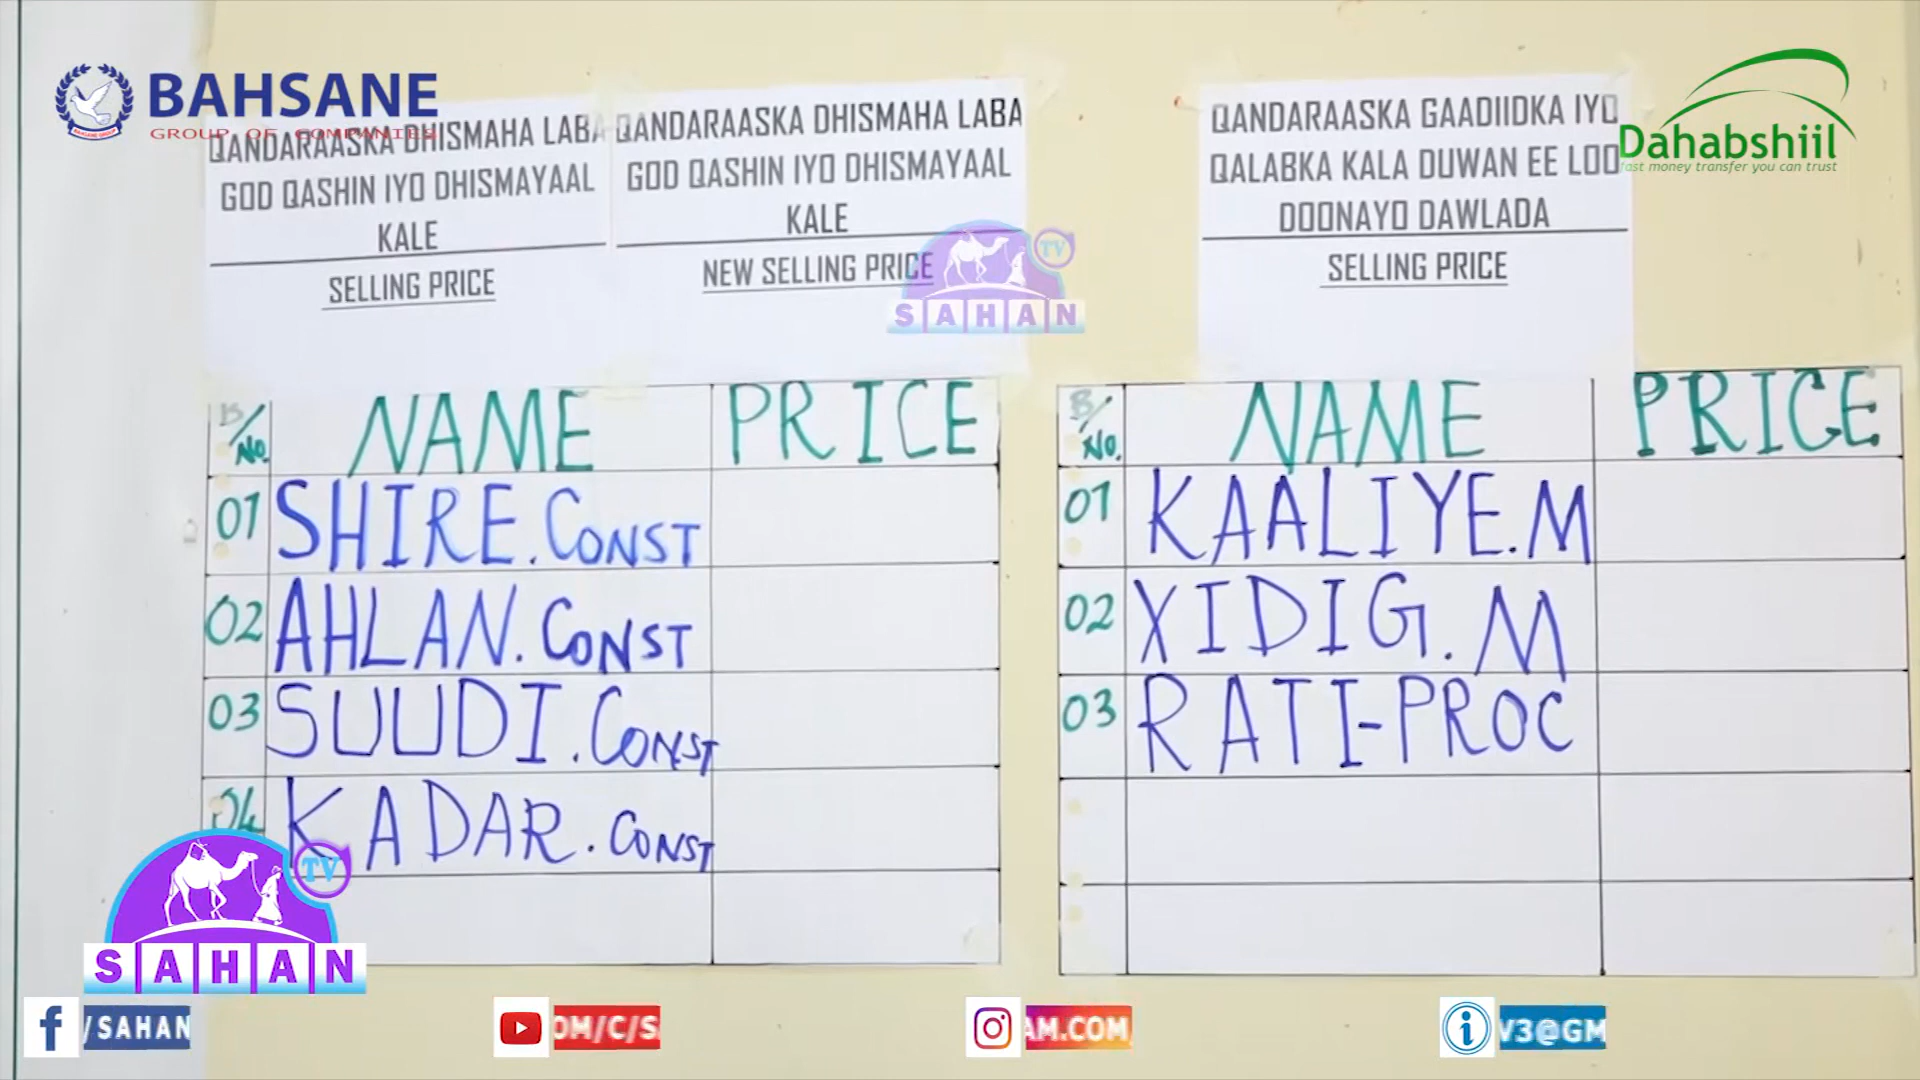 BAHSANE
GROUP OF COMPANIES
Dahabshiil
fast money transfer you can trust
QANDARAASKA DHISMAHA LABA
GOD QASHIN IYO DHISMAYAAL
KALE
SELLING PRICE
QANDARAASKA DHISMAHA LABA
GOD QASHIN IYO DHISMAYAAL
KALE
NEW SELLING PRICE
QANDARAASKA GAADIIDKA IYO
QALABKA KALA DUWAN EE LOO
DOONAYO DAWLADA
SELLING PRICE
TV
SAHAN
B/No. NAME PRICE
01 SHIRE.CONST
02 AHLAN.CONST
03 SUUDI.CONST
04 KADAR.CONST
B/No. NAME PRICE
01 KAALIYE.M
02 XIDIG.M
03 RATI-PROC
TV
SAHAN
/SAHAN
OM/C/S
AM.COM/
V3@GM